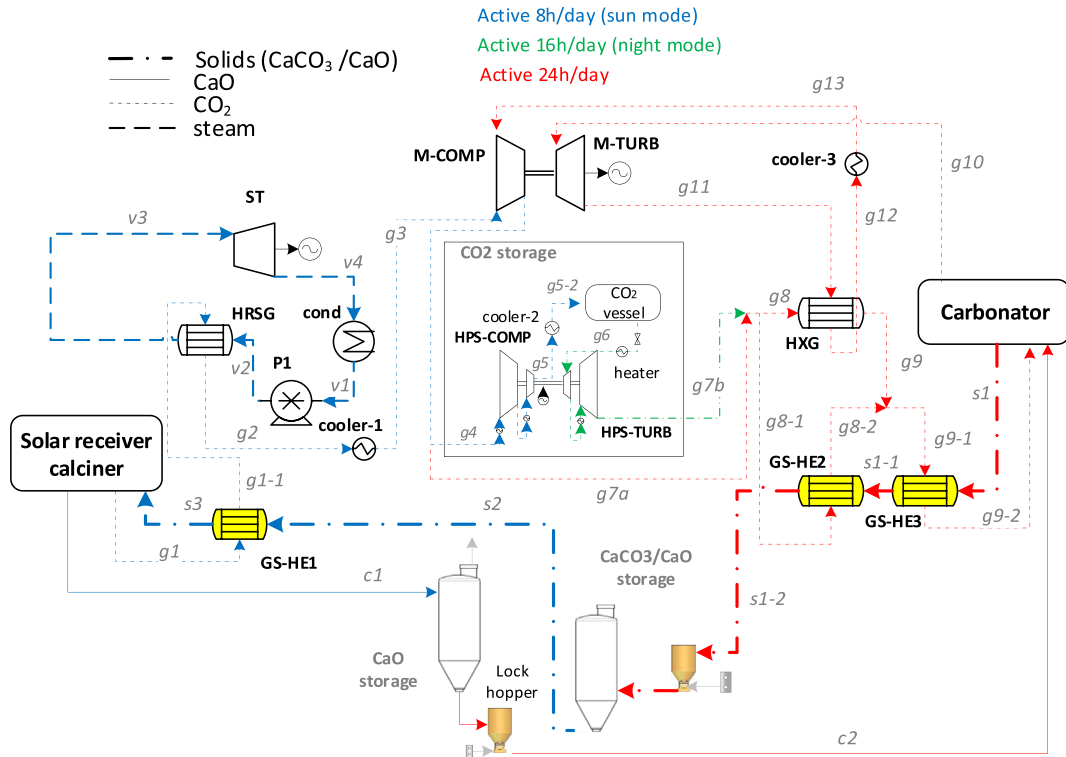 Active 8h/day (sun mode)
Active 16h/day (night mode)
Active 24h/day
Solids (CaCO3 /CaO)
CaO
CO2
steam
g13
M-COMP
M-TURB
cooler-3
g10
g11
g12
ST
v3
g3
v4
CO2 storage
g5-2
CO2
vessel
cooler-2
HPS-COMP
g6
g5
heater
HPS-TURB
g4
g7b
g8
HXG
g9
Carbonator
HRSG
cond
P1
v2
v1
cooler-1
g2
g7a
g8-1
g8-2
g9-1
s1
GS-HE2
s1-1
GS-HE3
g9-2
Solar receiver
calciner
g1-1
s3
g1
GS-HE1
s2
c1
CaCO3/CaO
storage
s1-2
CaO
storage
Lock
hopper
c2